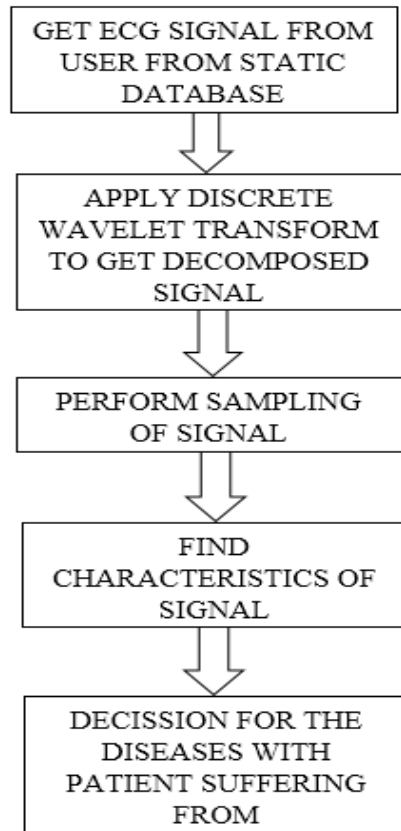 GET ECG SIGNAL FROM
USER FROM STATIC
DATABASE
APPLY DISCRETE
WAVELET TRANSFORM
TO GET DECOMPOSED
SIGNAL
PERFORM SAMPLING
OF SIGNAL
FIND
CHARACTERISTICS OF
SIGNAL
DECISSION FOR THE
DISEASES WITH
PATIENT SUFFERING
FROM